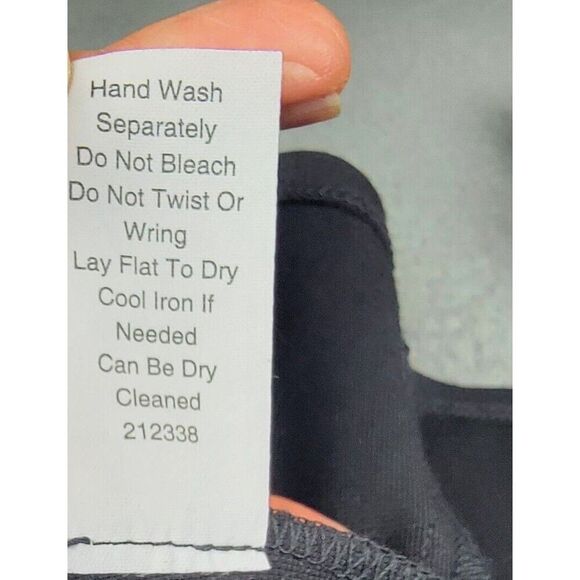 Hand Wash
Separately
Do Not Bleach
Do Not Twist Or
Wring
Lay Flat To Dry
Cool Iron If
Needed
Can Be Dry
Cleaned
212338